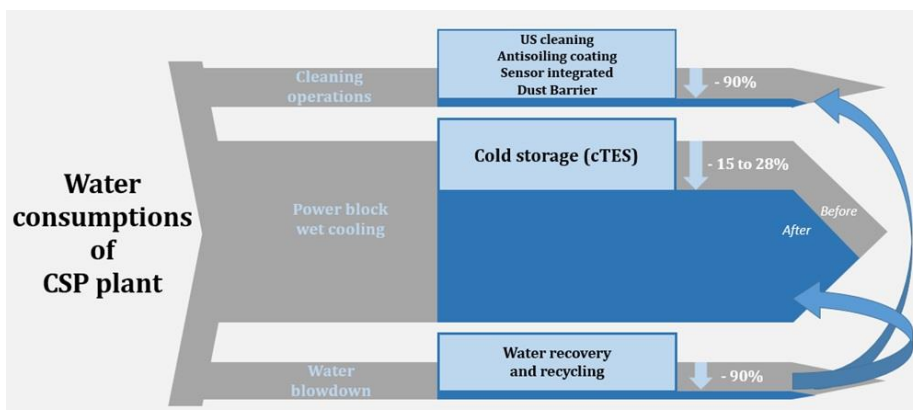 Water
consumptions
of
CSP plant
Cleaning
operations
US cleaning
Antisoiling coating
Sensor integrated
Dust Barrier
- 90%
Power block
wet cooling
Cold storage (cTES)
- 15 to 28%
Before
After
Water
blowdown
Water recovery
and recycling
- 90%